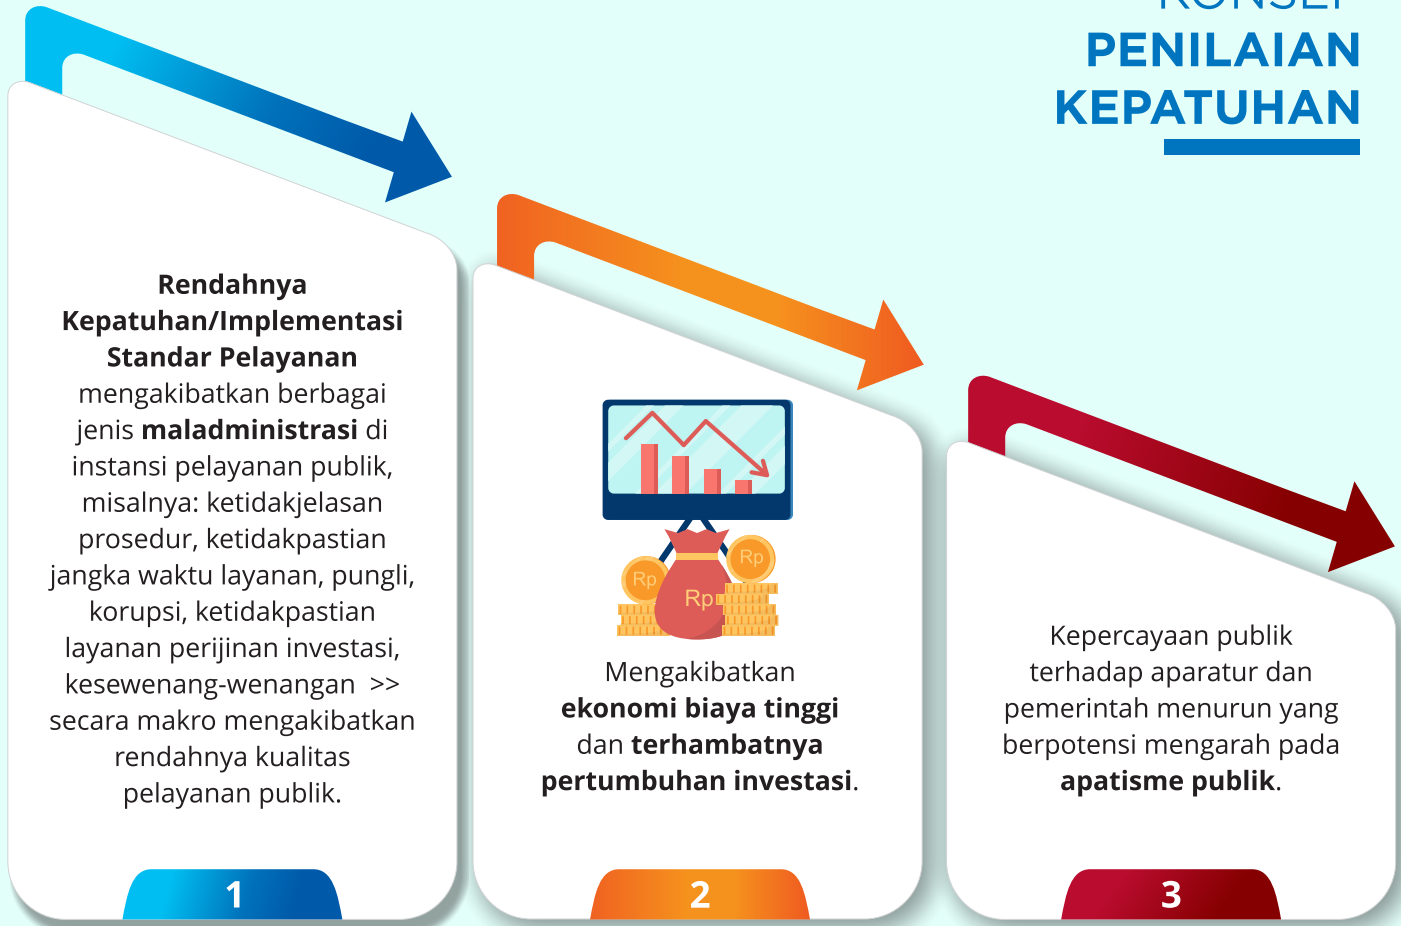 KONSEP
PENILAIAN
KEPATUHAN
Rendahnya
Kepatuhan/Implementasi
Standar Pelayanan
mengakibatkan berbagai
jenis maladministrasi di
instansi pelayanan publik,
misalnya: ketidakjelasan
prosedur, ketidakpastian
jangka waktu layanan, pungli,
korupsi, ketidakpastian
layanan perijinan investasi,
kesewenang-wenangan >>
secara makro mengakibatkan
rendahnya kualitas
pelayanan publik.
1
Rp
Rp
Rp
Mengakibatkan
ekonomi biaya tinggi
dan terhambatnya
pertumbuhan investasi.
2
Kepercayaan publik
terhadap aparatur dan
pemerintah menurun yang
berpotensi mengarah pada
apatisme publik.
3